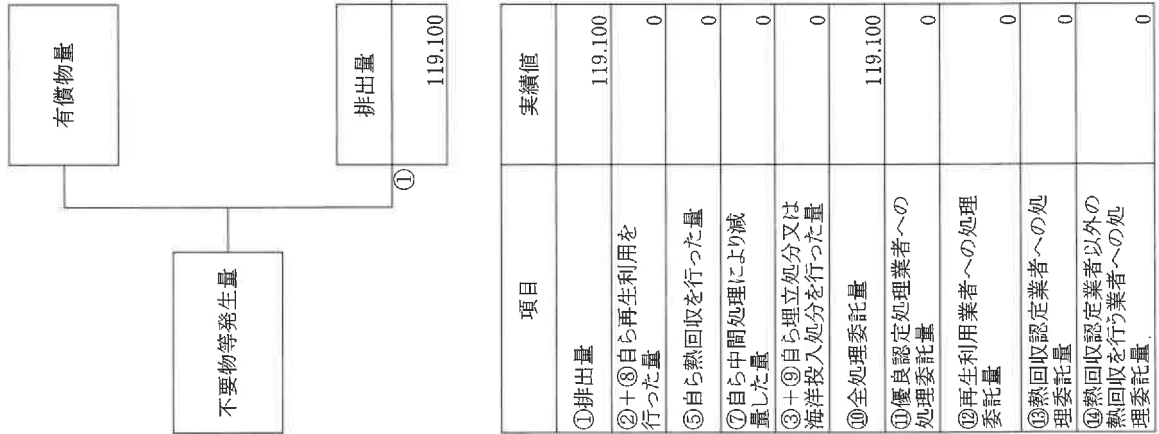 有償物量
不要物等発生量
排出量
①
119.100
項目
実績値
①排出量
119.100
②+⑧自ら再生利用を
行った量
0
⑤自ら熱回収を行った量
0
⑦自ら中間処理により減
量した量
0
③+⑨自ら埋立処分又は
海洋投入処分を行った量
0
⑩全処理委託量
119.100
⑪優良認定処理業者への
処理委託量
0
⑫再生利用業者への処理
委託量
0
⑬熱回収認定業者への処
理委託量
0
⑭熱回収認定業者以外の
熱回収を行う業者への処
理委託量
0